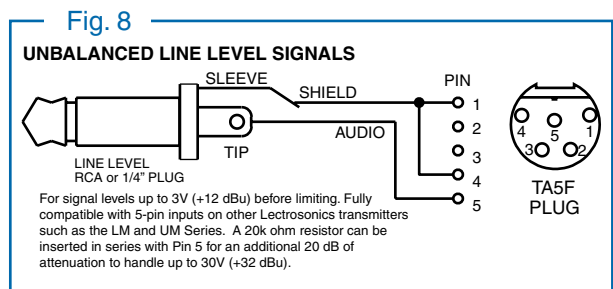 Fig. 8
UNBALANCED LINE LEVEL SIGNALS
SLEEVE
SHIELD
PIN
1
2
3
4
5
AUDIO
TIP
LINE LEVEL
RCA or 1/4" PLUG
4
5
1
3
2
TA5F
PLUG
For signal levels up to 3V (+12 dBu) before limiting. Fully
compatible with 5-pin inputs on other Lectrosonics transmitters
such as the LM and UM Series. A 20k ohm resistor can be
inserted in series with Pin 5 for an additional 20 dB of
attenuation to handle up to 30V (+32 dBu).